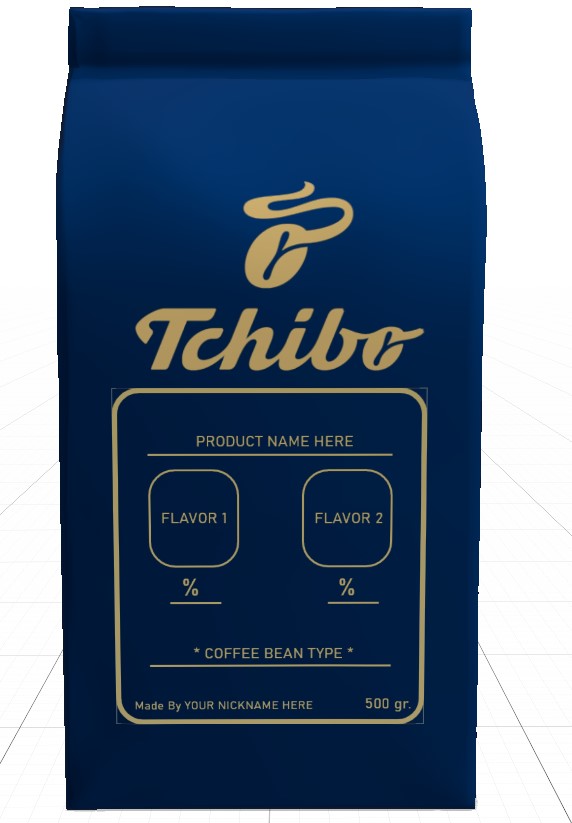 Tchibo
PRODUCT NAME HERE
FLAVOR 1 FLAVOR 2
% %
* COFFEE BEAN TYPE *
Made By YOUR NICKNAME HERE 500 gr.